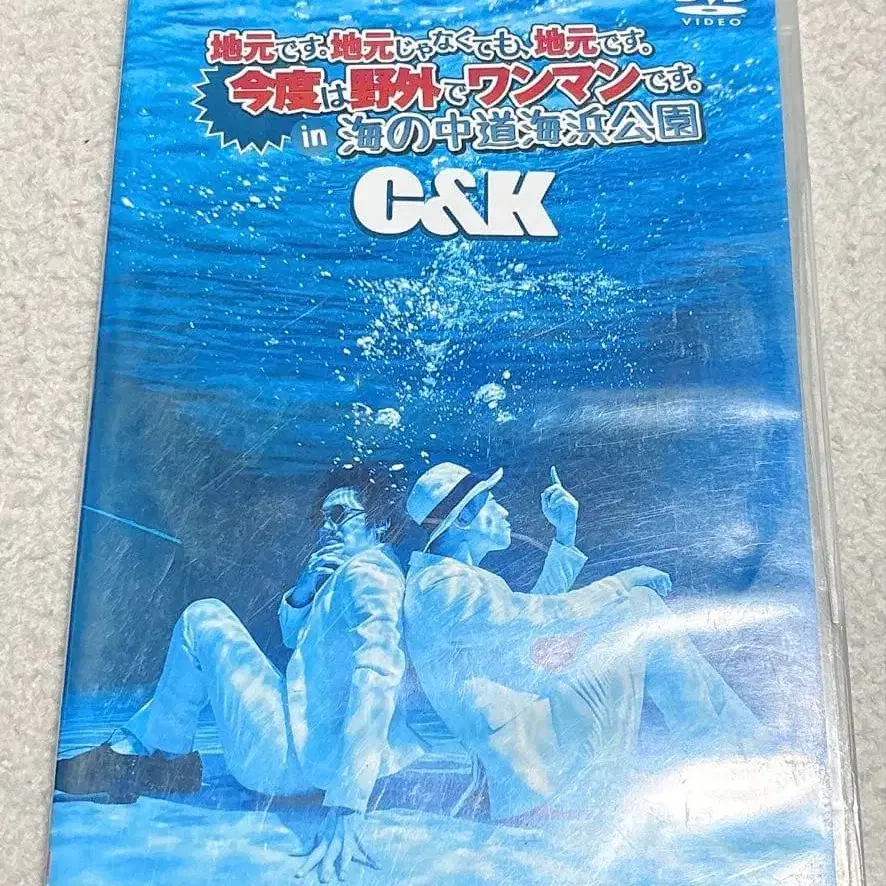 DVD
VIDEO
地元です。地元じゃなくても、地元です。
今度は野外でワンマンです。
in 海の中道海浜公園
C&K